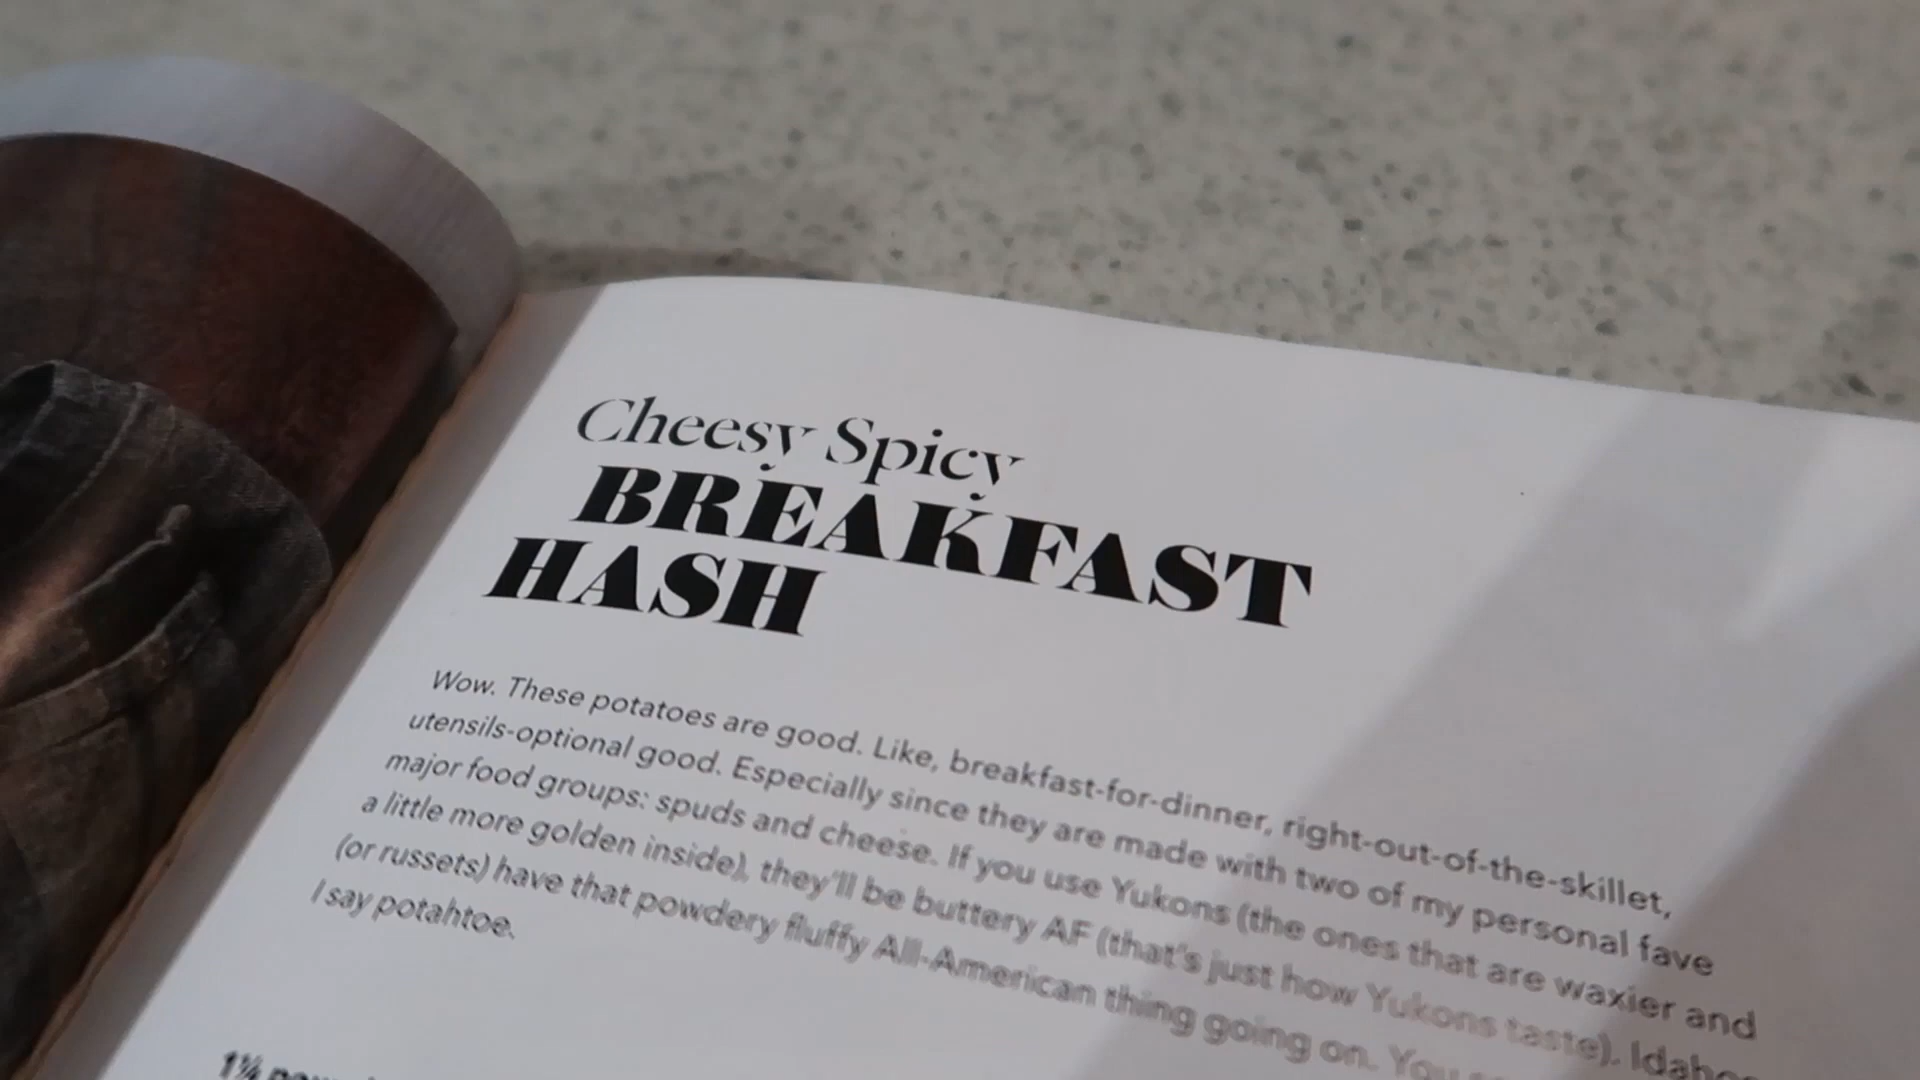 Cheesy Spicy
BREAKFAST
HASH
Wow. These potatoes are good. Like, breakfast-for-dinner, right-out-of-the-skillet,
utensils-optional good. Especially since they are made with two of my personal fave
major food groups: spuds and cheese. If you use Yukons (the ones that are waxier and
a little more golden inside), they'll be buttery AF (that's just how Yukons taste). Idahos
(or russets) have that powdery fluffy All-American thing going on. You
I say potahtoe.
1¼